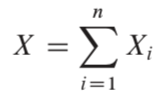 $X = \sum_{i=1}^{n} X_i$